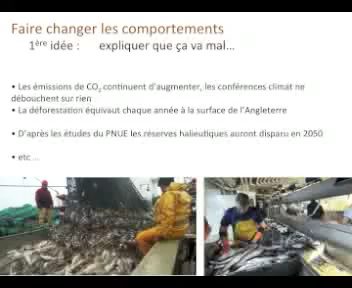 Faire changer les comportements
1ère idée : expliquer que ça va mal...
• Les émissions de CO2 continuent d'augmenter, les conférences climat ne
débouchent sur rien
• La déforestation équivaut chaque année à la surface de l'Angleterre
• D'après les études du PNUE les réserves halieutiques auront disparu en 2050
• etc ...